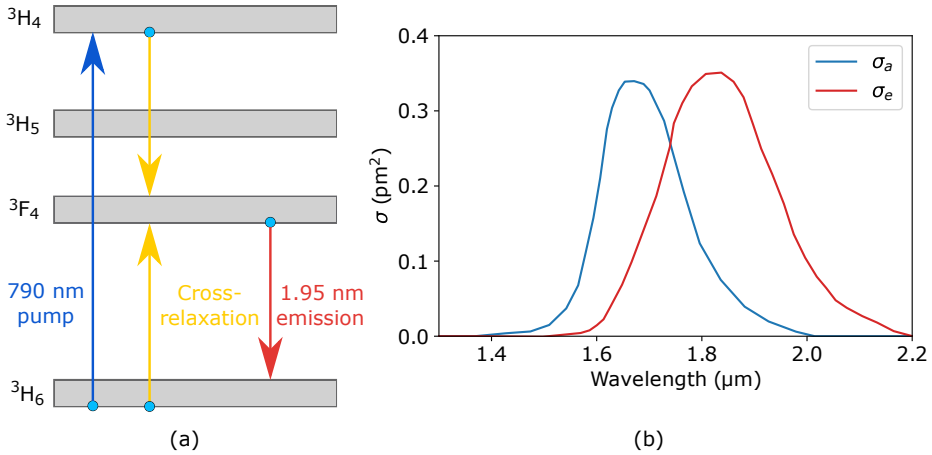 ³H₄
³H₅
³F₄
790 nm
pump
Cross-
relaxation
1.95 nm
emission
³H₆
(a)
0.4
0.3
0.2
0.1
0.0
σ (pm²)
σₐ
σₑ
1.4
1.6
1.8
2.0
2.2
Wavelength (μm)
(b)